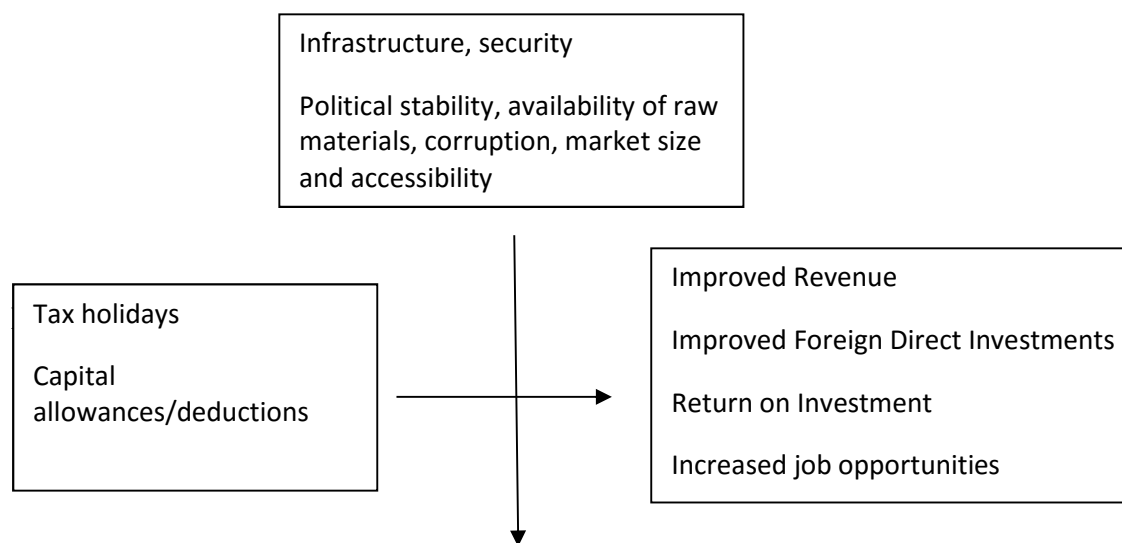 Infrastructure, security
Political stability, availability of raw
materials, corruption, market size
and accessibility
Tax holidays
Capital
allowances/deductions
Improved Revenue
Improved Foreign Direct Investments
Return on Investment
Increased job opportunities